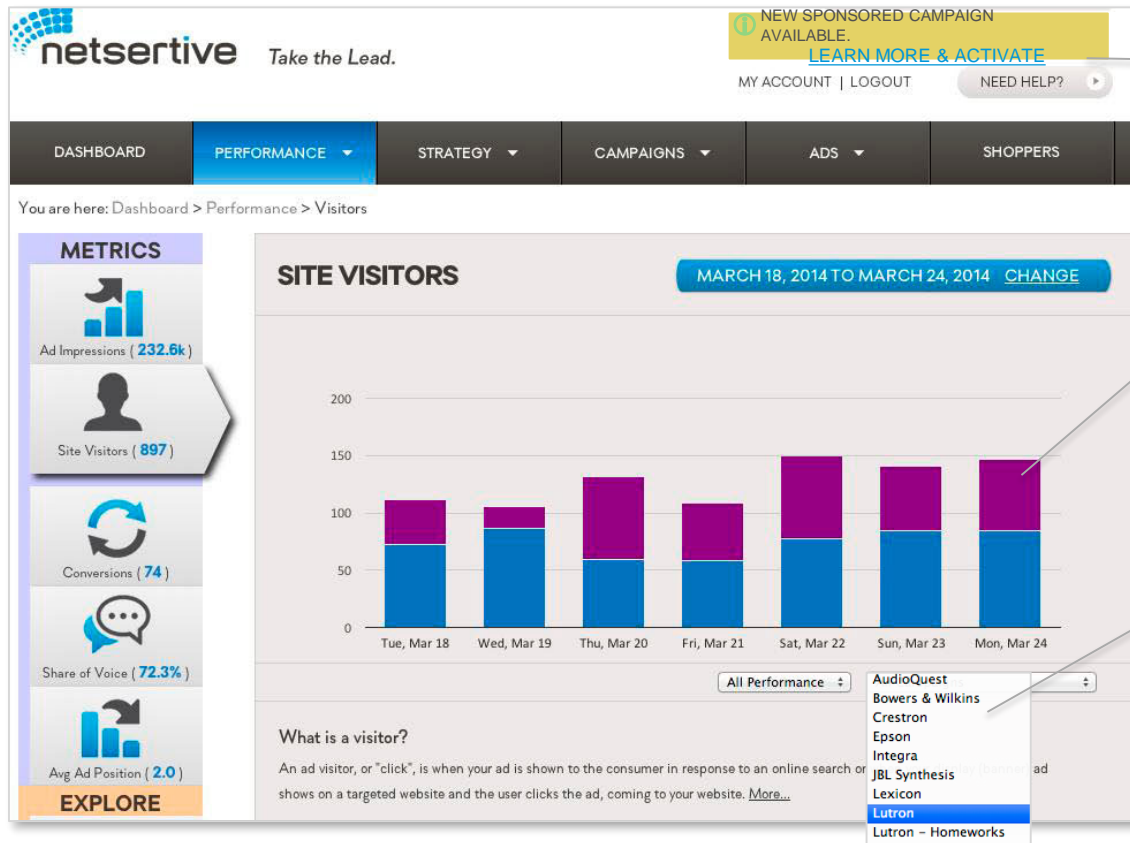 netsertive
Take the Lead.
NEW SPONSORED CAMPAIGN
AVAILABLE.
LEARN MORE & ACTIVATE
MY ACCOUNT | LOGOUT
NEED HELP?
DASHBOARD
PERFORMANCE
STRATEGY
CAMPAIGNS
ADS
SHOPPERS
You are here: Dashboard > Performance > Visitors
METRICS
Ad Impressions ( 232.6k )
Site Visitors ( 897 )
Conversions ( 74 )
Share of Voice ( 72.3% )
Avg Ad Position ( 2.0 )
EXPLORE
SITE VISITORS
MARCH 18, 2014 TO MARCH 24, 2014 CHANGE
200
150
100
50
0
Tue, Mar 18
Wed, Mar 19
Thu, Mar 20
Fri, Mar 21
Sat, Mar 22
Sun, Mar 23
Mon, Mar 24
All Performance
AudioQuest
Bowers & Wilkins
Crestron
Epson
Integra
JBL Synthesis
Lexicon
Lutron
Lutron – Homeworks
What is a visitor?
An ad visitor, or "click", is when your ad is shown to the consumer in response to an online search or ad
shows on a targeted website and the user clicks the ad, coming to your website. More...